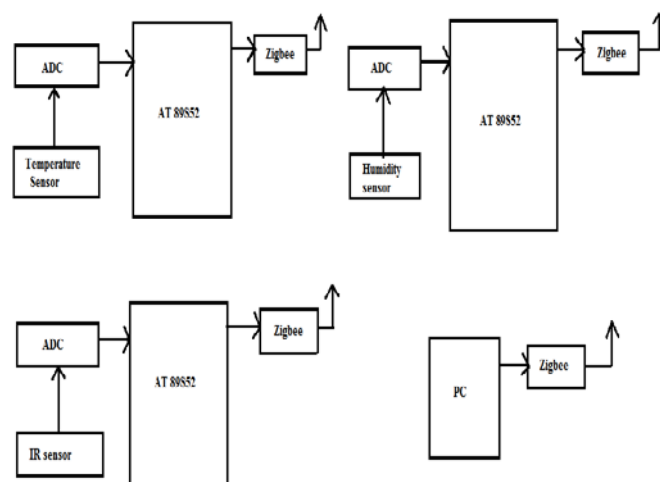 Zigbee
ADC
AT 89S52
Temperature
Sensor
Zigbee
ADC
AT 89S52
Humidity
sensor
Zigbee
ADC
AT 89S52
IR sensor
Zigbee
PC